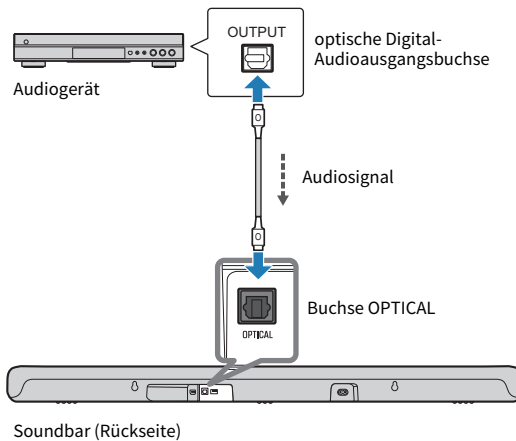 OUTPUT
optische Digital-
Audioausgangsbuchse
Audiogerät
Audiosignal
Buchse OPTICAL
OPTICAL
Soundbar (Rückseite)